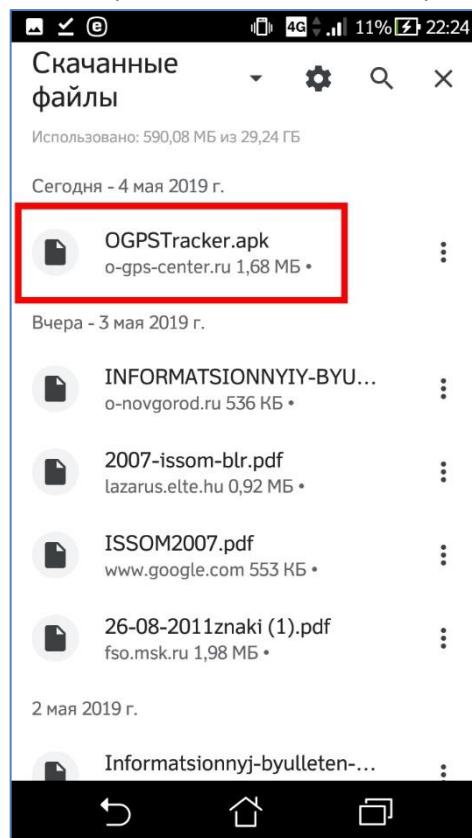 4G 11% 22:24
Скачанные
файлы
Использовано: 590,08 МБ из 29,24 ГБ
Сегодня - 4 мая 2019 г.
OGPSTracker.apk
o-gps-center.ru 1,68 МБ •
Вчера - 3 мая 2019 г.
INFORMATSIONNYIY-BYU...
o-novgorod.ru 536 КБ •
2007-issom-blr.pdf
lazarus.elte.hu 0,92 МБ •
ISSOM2007.pdf
www.google.com 553 КБ •
26-08-2011znaki (1).pdf
fso.msk.ru 1,98 МБ •
2 мая 2019 г.
Informatsionnyj-byulleten-...